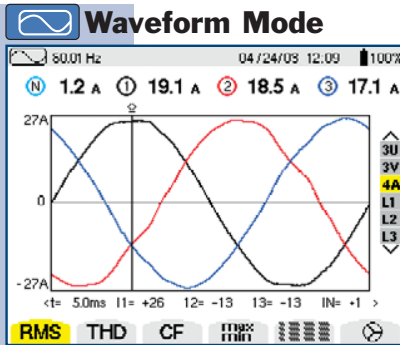 Waveform Mode
60.01 Hz 04/24/03 12:09 100%
N 1.2 A 1 19.1 A 2 18.5 A 3 17.1 A
27A
3U
3V
4A
0
L1
L2
L3
-27A
<t= 5.0ms I1= +26 I2= -13 I3= -13 IN= +1 >
RMS THD CF max
min